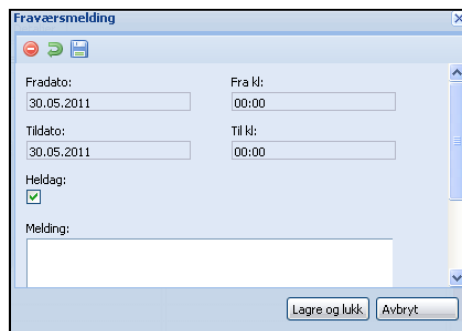 Fraværsmelding
Fradato: Fra kl:
30.05.2011 00:00
Tildato: Til kl:
30.05.2011 00:00
Heldag:
Melding:
Lagre og lukk Avbryt